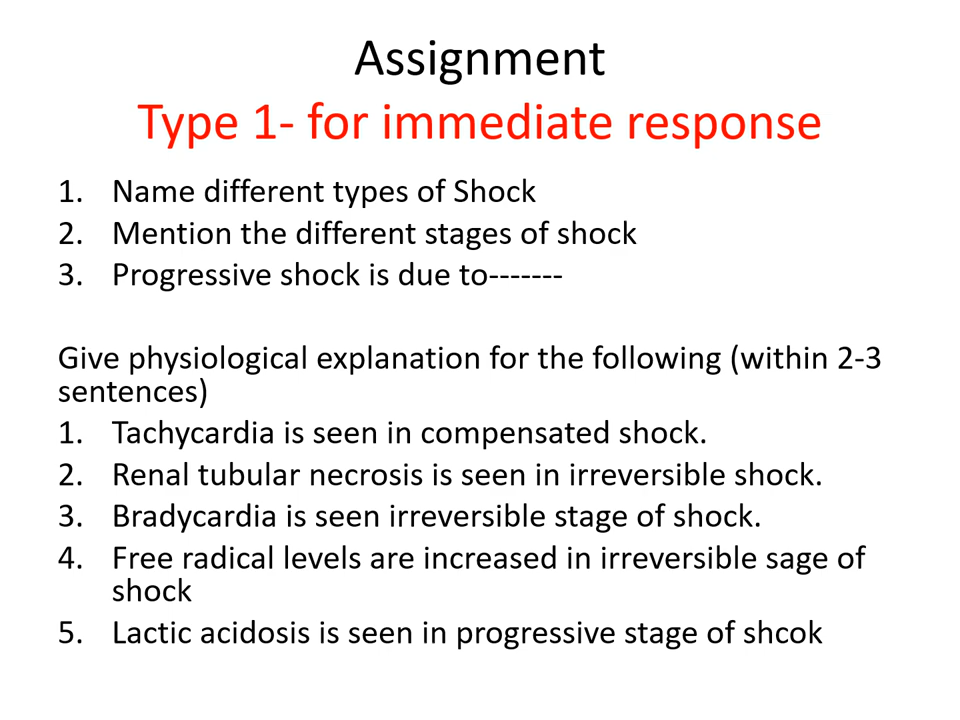 Assignment
Type 1- for immediate response
1. Name different types of Shock
2. Mention the different stages of shock
3. Progressive shock is due to-------
Give physiological explanation for the following (within 2-3
sentences)
1. Tachycardia is seen in compensated shock.
2. Renal tubular necrosis is seen in irreversible shock.
3. Bradycardia is seen irreversible stage of shock.
4. Free radical levels are increased in irreversible sage of
shock
5. Lactic acidosis is seen in progressive stage of shcok